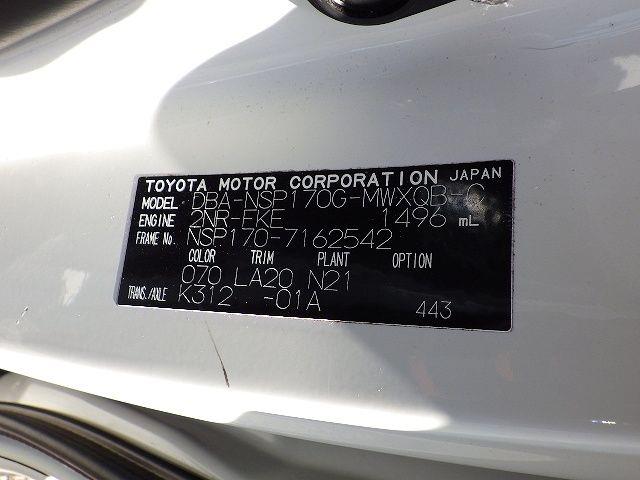 TOYOTA MOTOR CORPORATION JAPAN
MODEL DBA-NSP170G-MWXQB-C
ENGINE 2NR-FKE 1496 mL
FRAME No. NSP170-7162542
COLOR TRIM PLANT OPTION
070 LA20 N21
TRANS./AXLE K312 -01A
443